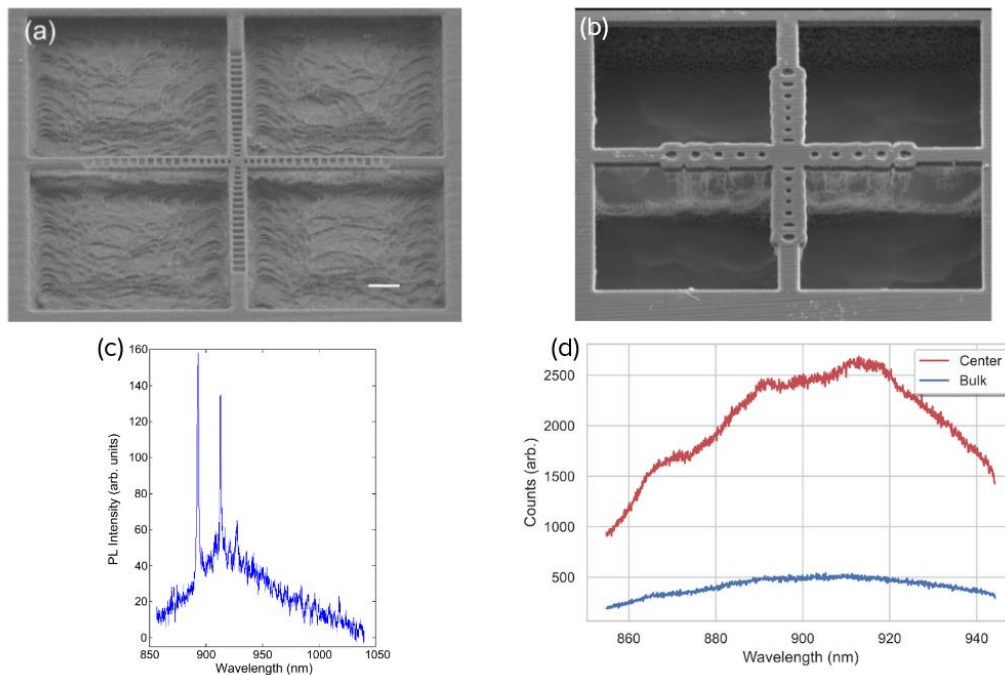 (a)
(b)
(c)
160
140
120
100
80
60
40
20
0
850
900
950
1000
1050
PL Intensity (arb. units)
Wavelength (nm)
(d)
Center
Bulk
2500
2000
1500
1000
500
860
880
900
920
940
Counts (arb.)
Wavelength (nm)